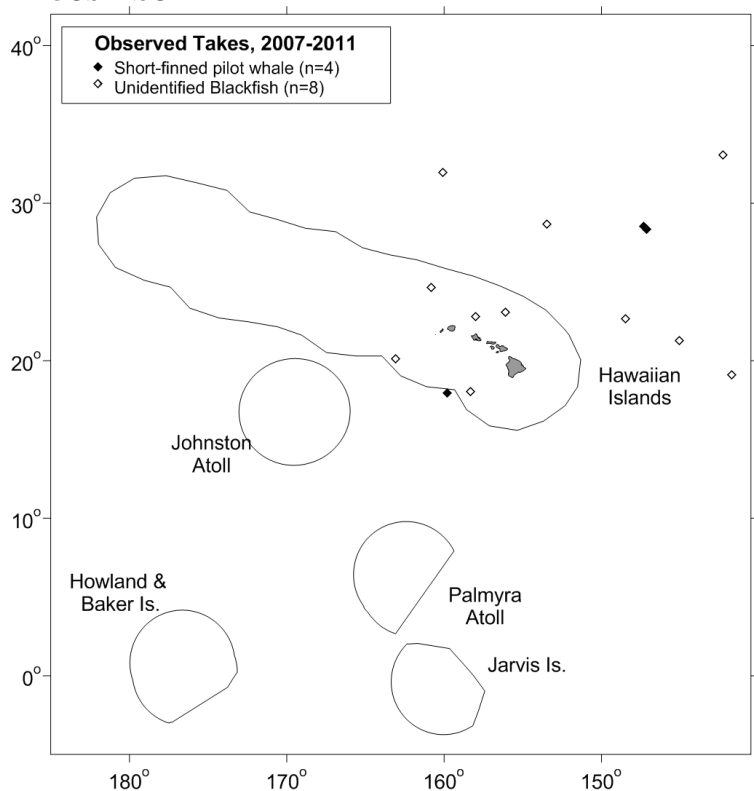 Observed Takes, 2007-2011
◆ Short-finned pilot whale (n=4)
◇ Unidentified Blackfish (n=8)
40°
30°
20°
10°
0°
Hawaiian
Islands
Johnston
Atoll
Howland &
Baker Is.
Palmyra
Atoll
Jarvis Is.
180°
170°
160°
150°